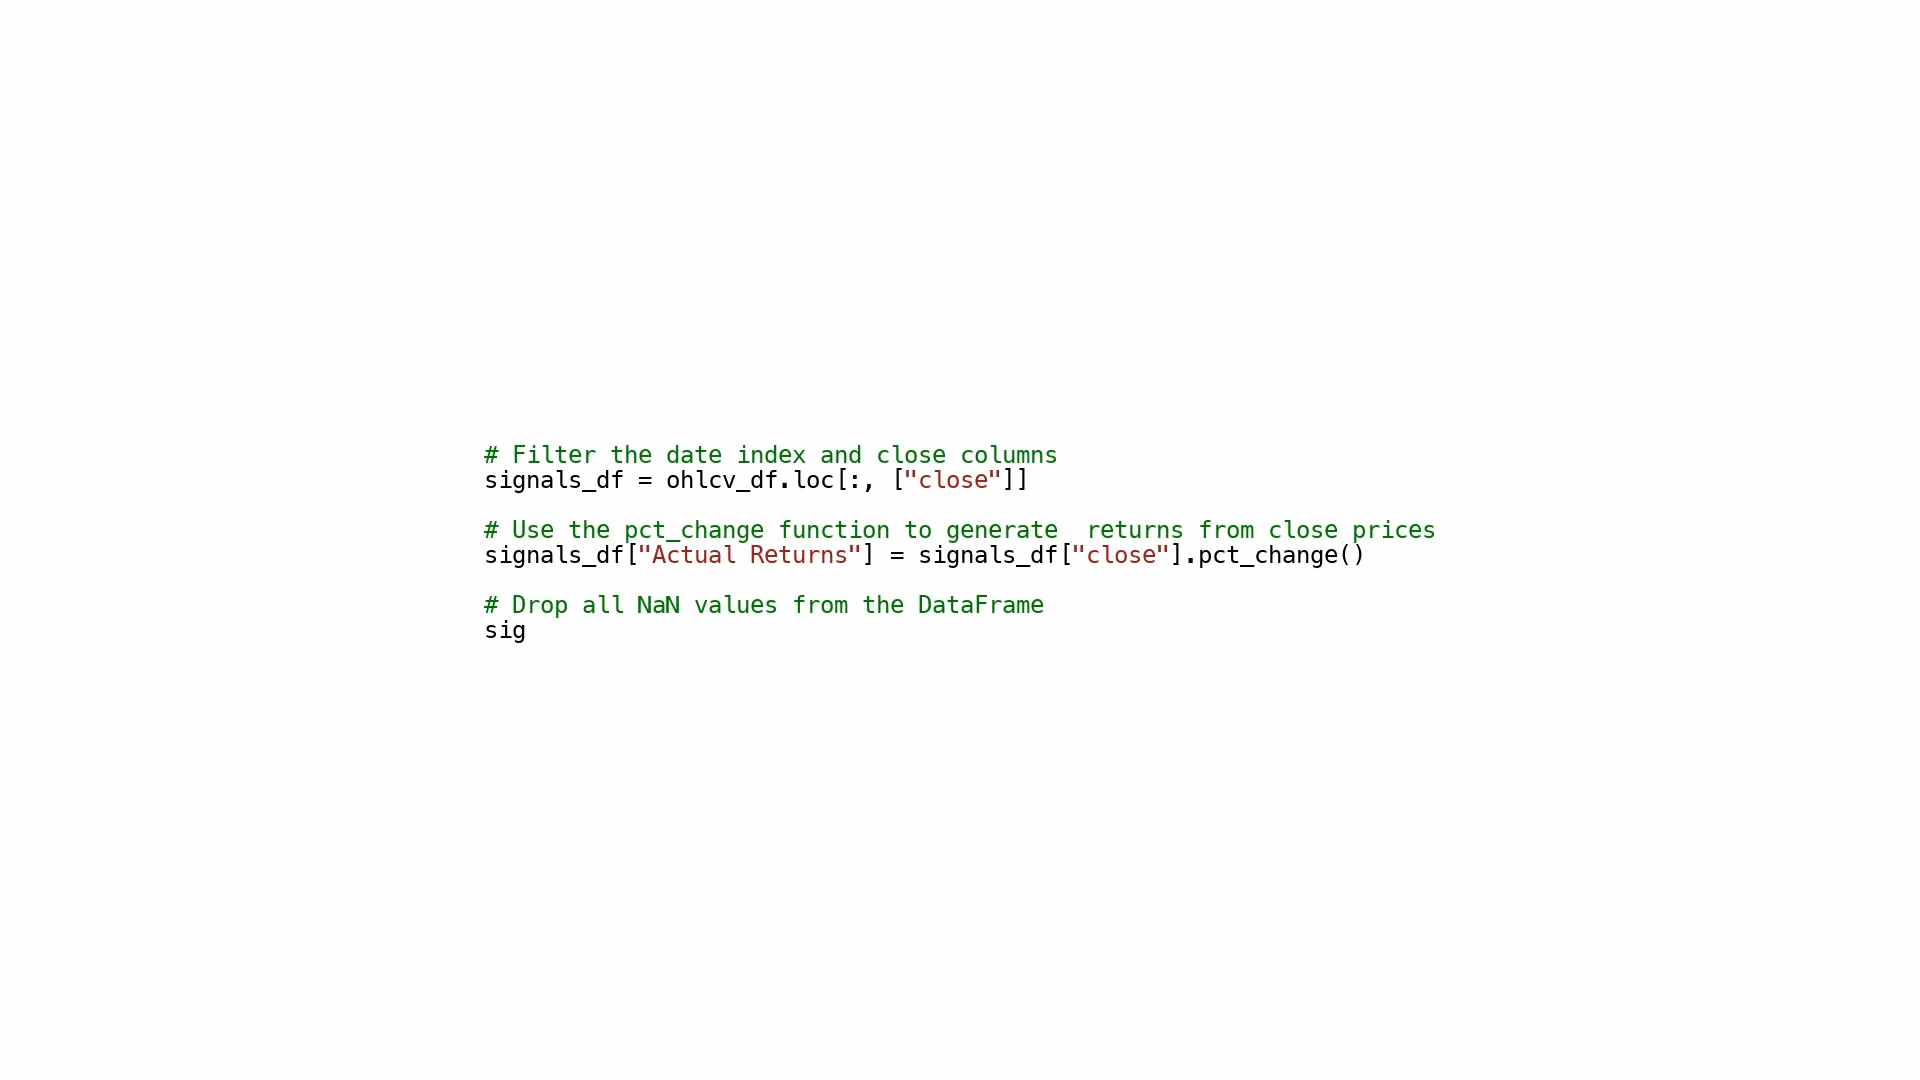 # Filter the date index and close columns
signals_df = ohlcv_df.loc[:, ["close"]]
# Use the pct_change function to generate  returns from close prices
signals_df["Actual Returns"] = signals_df["close"].pct_change()
# Drop all NaN values from the DataFrame
sig